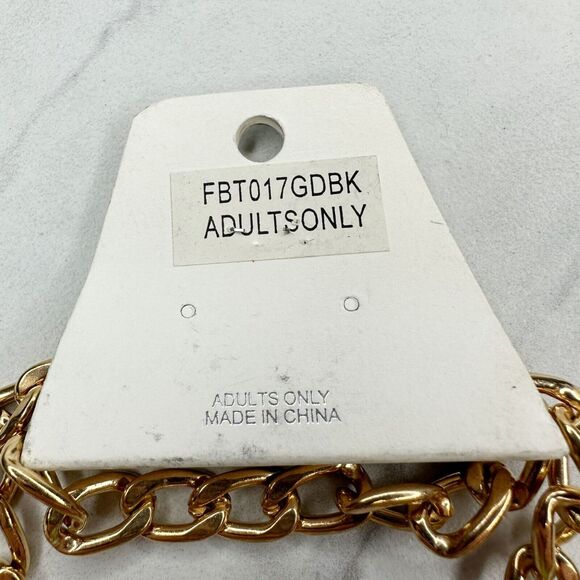 FBT017GDBK
ADULTSONLY
ADULTS ONLY
MADE IN CHINA